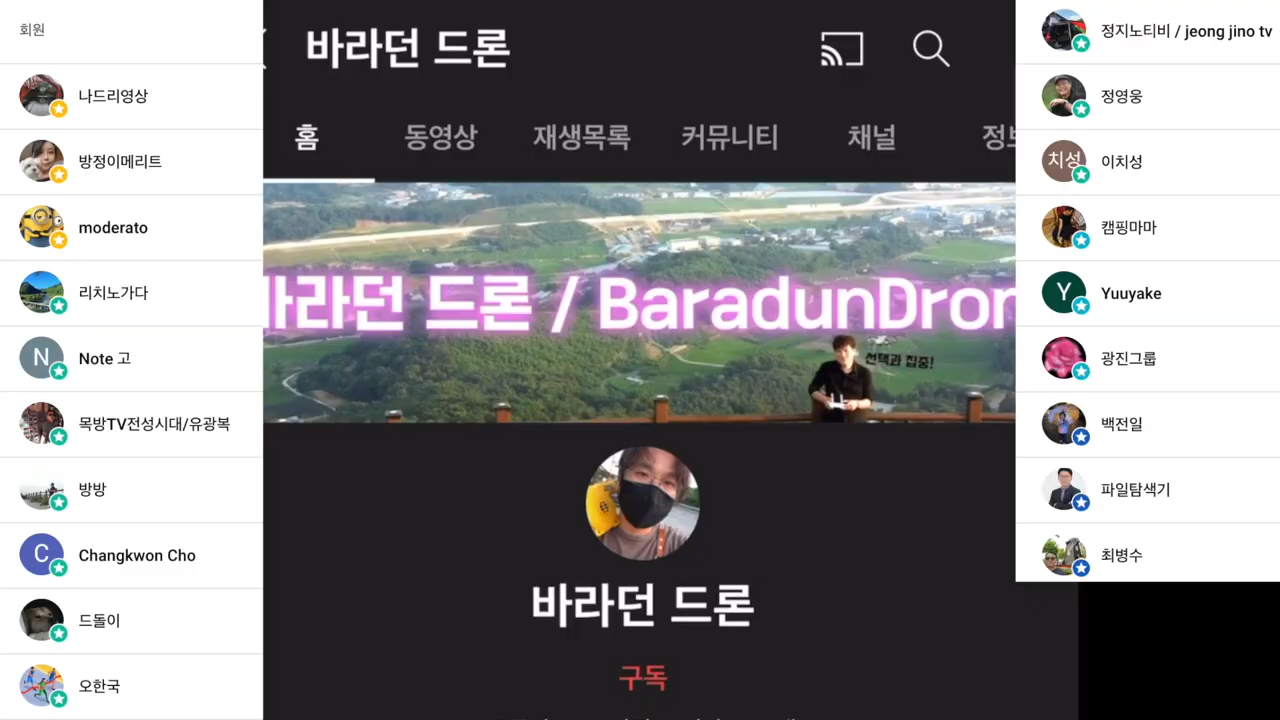 회원
나드리영상
방정이메리트
moderato
리치노가다
N
Note 고
목방TV전성시대/유광복
방방
C
Changkwon Cho
드돌이
오한국
바라던 드론
홈
동영상
재생목록
커뮤니티
채널
바라던 드론 / BaradunDron
선택과 집중!
바라던 드론
구독
정지노티비 / jeong jino tv
정영웅
치성
이치성
캠핑마마
Y
Yuuyake
광진그룹
백전일
파일탐색기
최병수